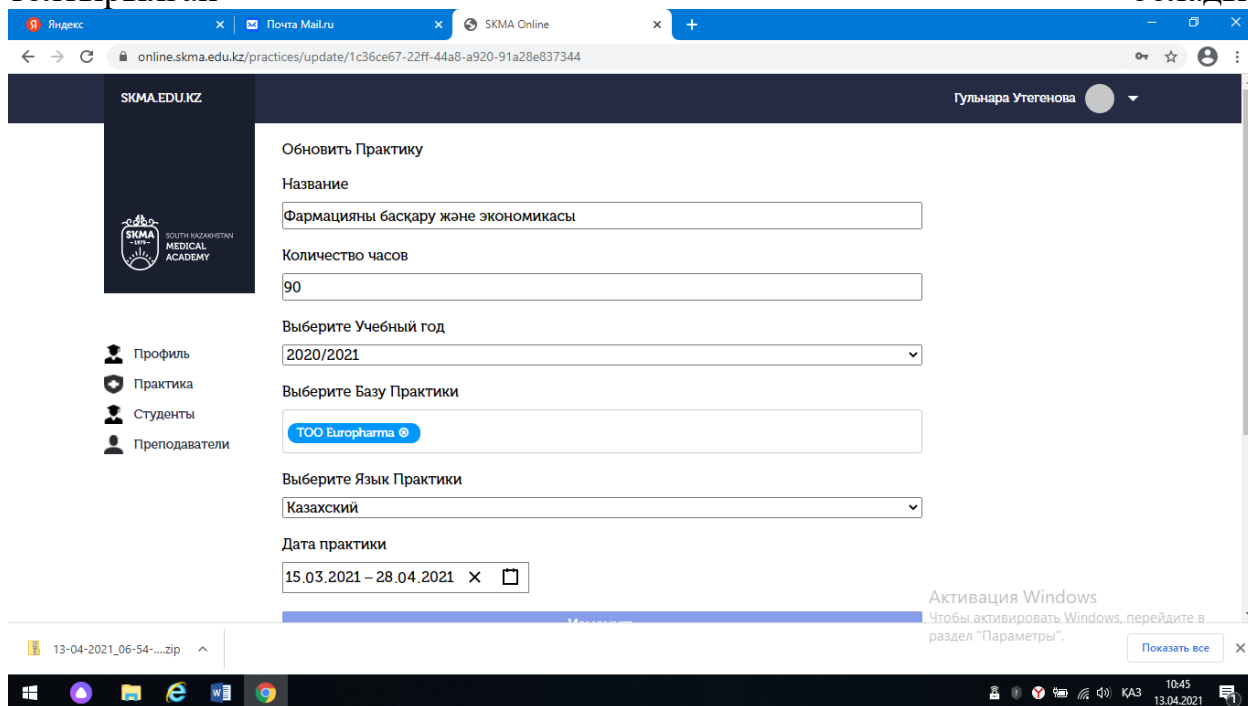 Яндекс
Почта Mail.ru
SKMA Online
online.skma.edu.kz/practices/update/1c36ce67-22ff-44a8-a920-91a28e837344
SKMA.EDU.KZ
Гульнара Утегенова
SKMA
-1979-
SOUTH KAZAKHSTAN
MEDICAL
ACADEMY
Профиль
Практика
Студенты
Преподаватели
Обновить Практику
Название
Фармацияны басқару және экономикасы
Количество часов
90
Выберите Учебный год
2020/2021
Выберите Базу Практики
ТОО Europharma
Выберите Язык Практики
Казахский
Дата практики
15.03.2021 – 28.04.2021
Активация Windows
Чтобы активировать Windows, перейдите в
раздел "Параметры".
13-04-2021_06-54-....zip
Показать все
ҚАЗ
10:45
13.04.2021